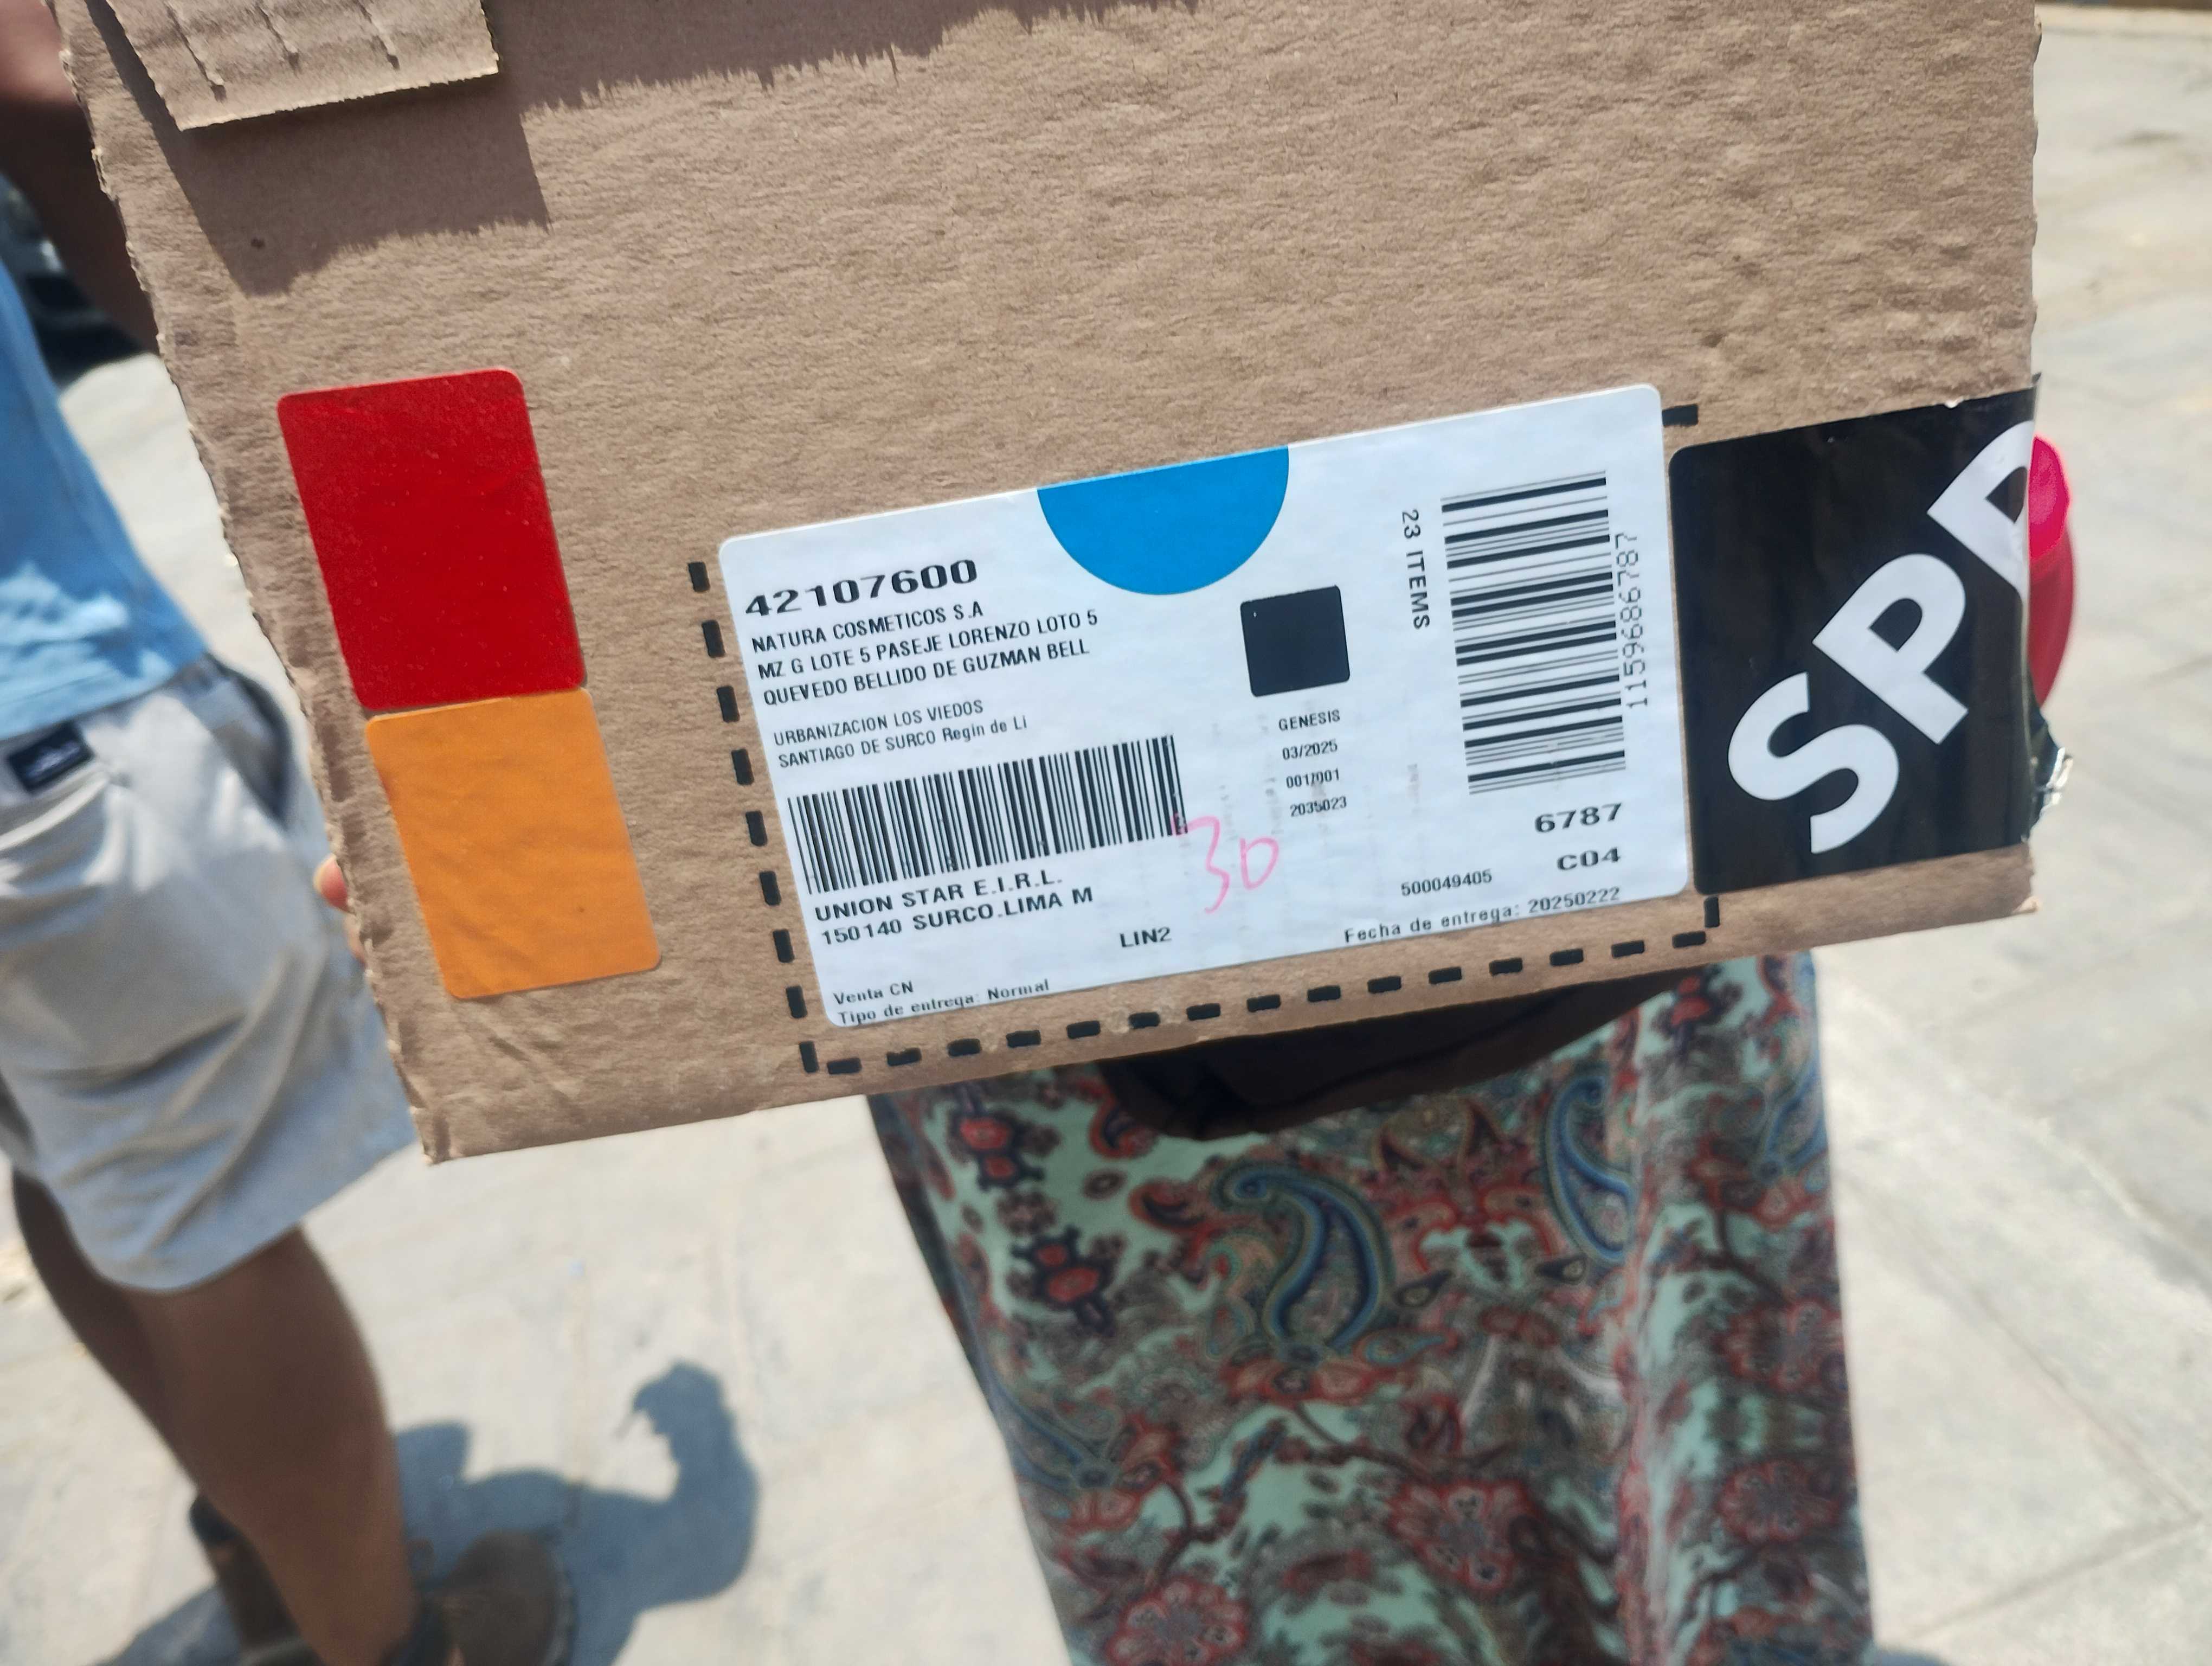 42107600
NATURA COSMETICOS S.A
MZ G LOTE 5 PASEJE LORENZO LOTO 5
QUEVEDO BELLIDO DE GUZMAN BELL
URBANIZACION LOS VIEDOS
SANTIAGO DE SURCO Regin de Li
UNION STAR E.I.R.L.
150140 SURCO.LIMA M
LIN2
Venta CN
Tipo de entrega: Normal
30
GENESIS
03/2025
001/001
2035023
23 ITEMS
1159686787
6787
C04
500049405
Fecha de entrega: 20250222
SPP